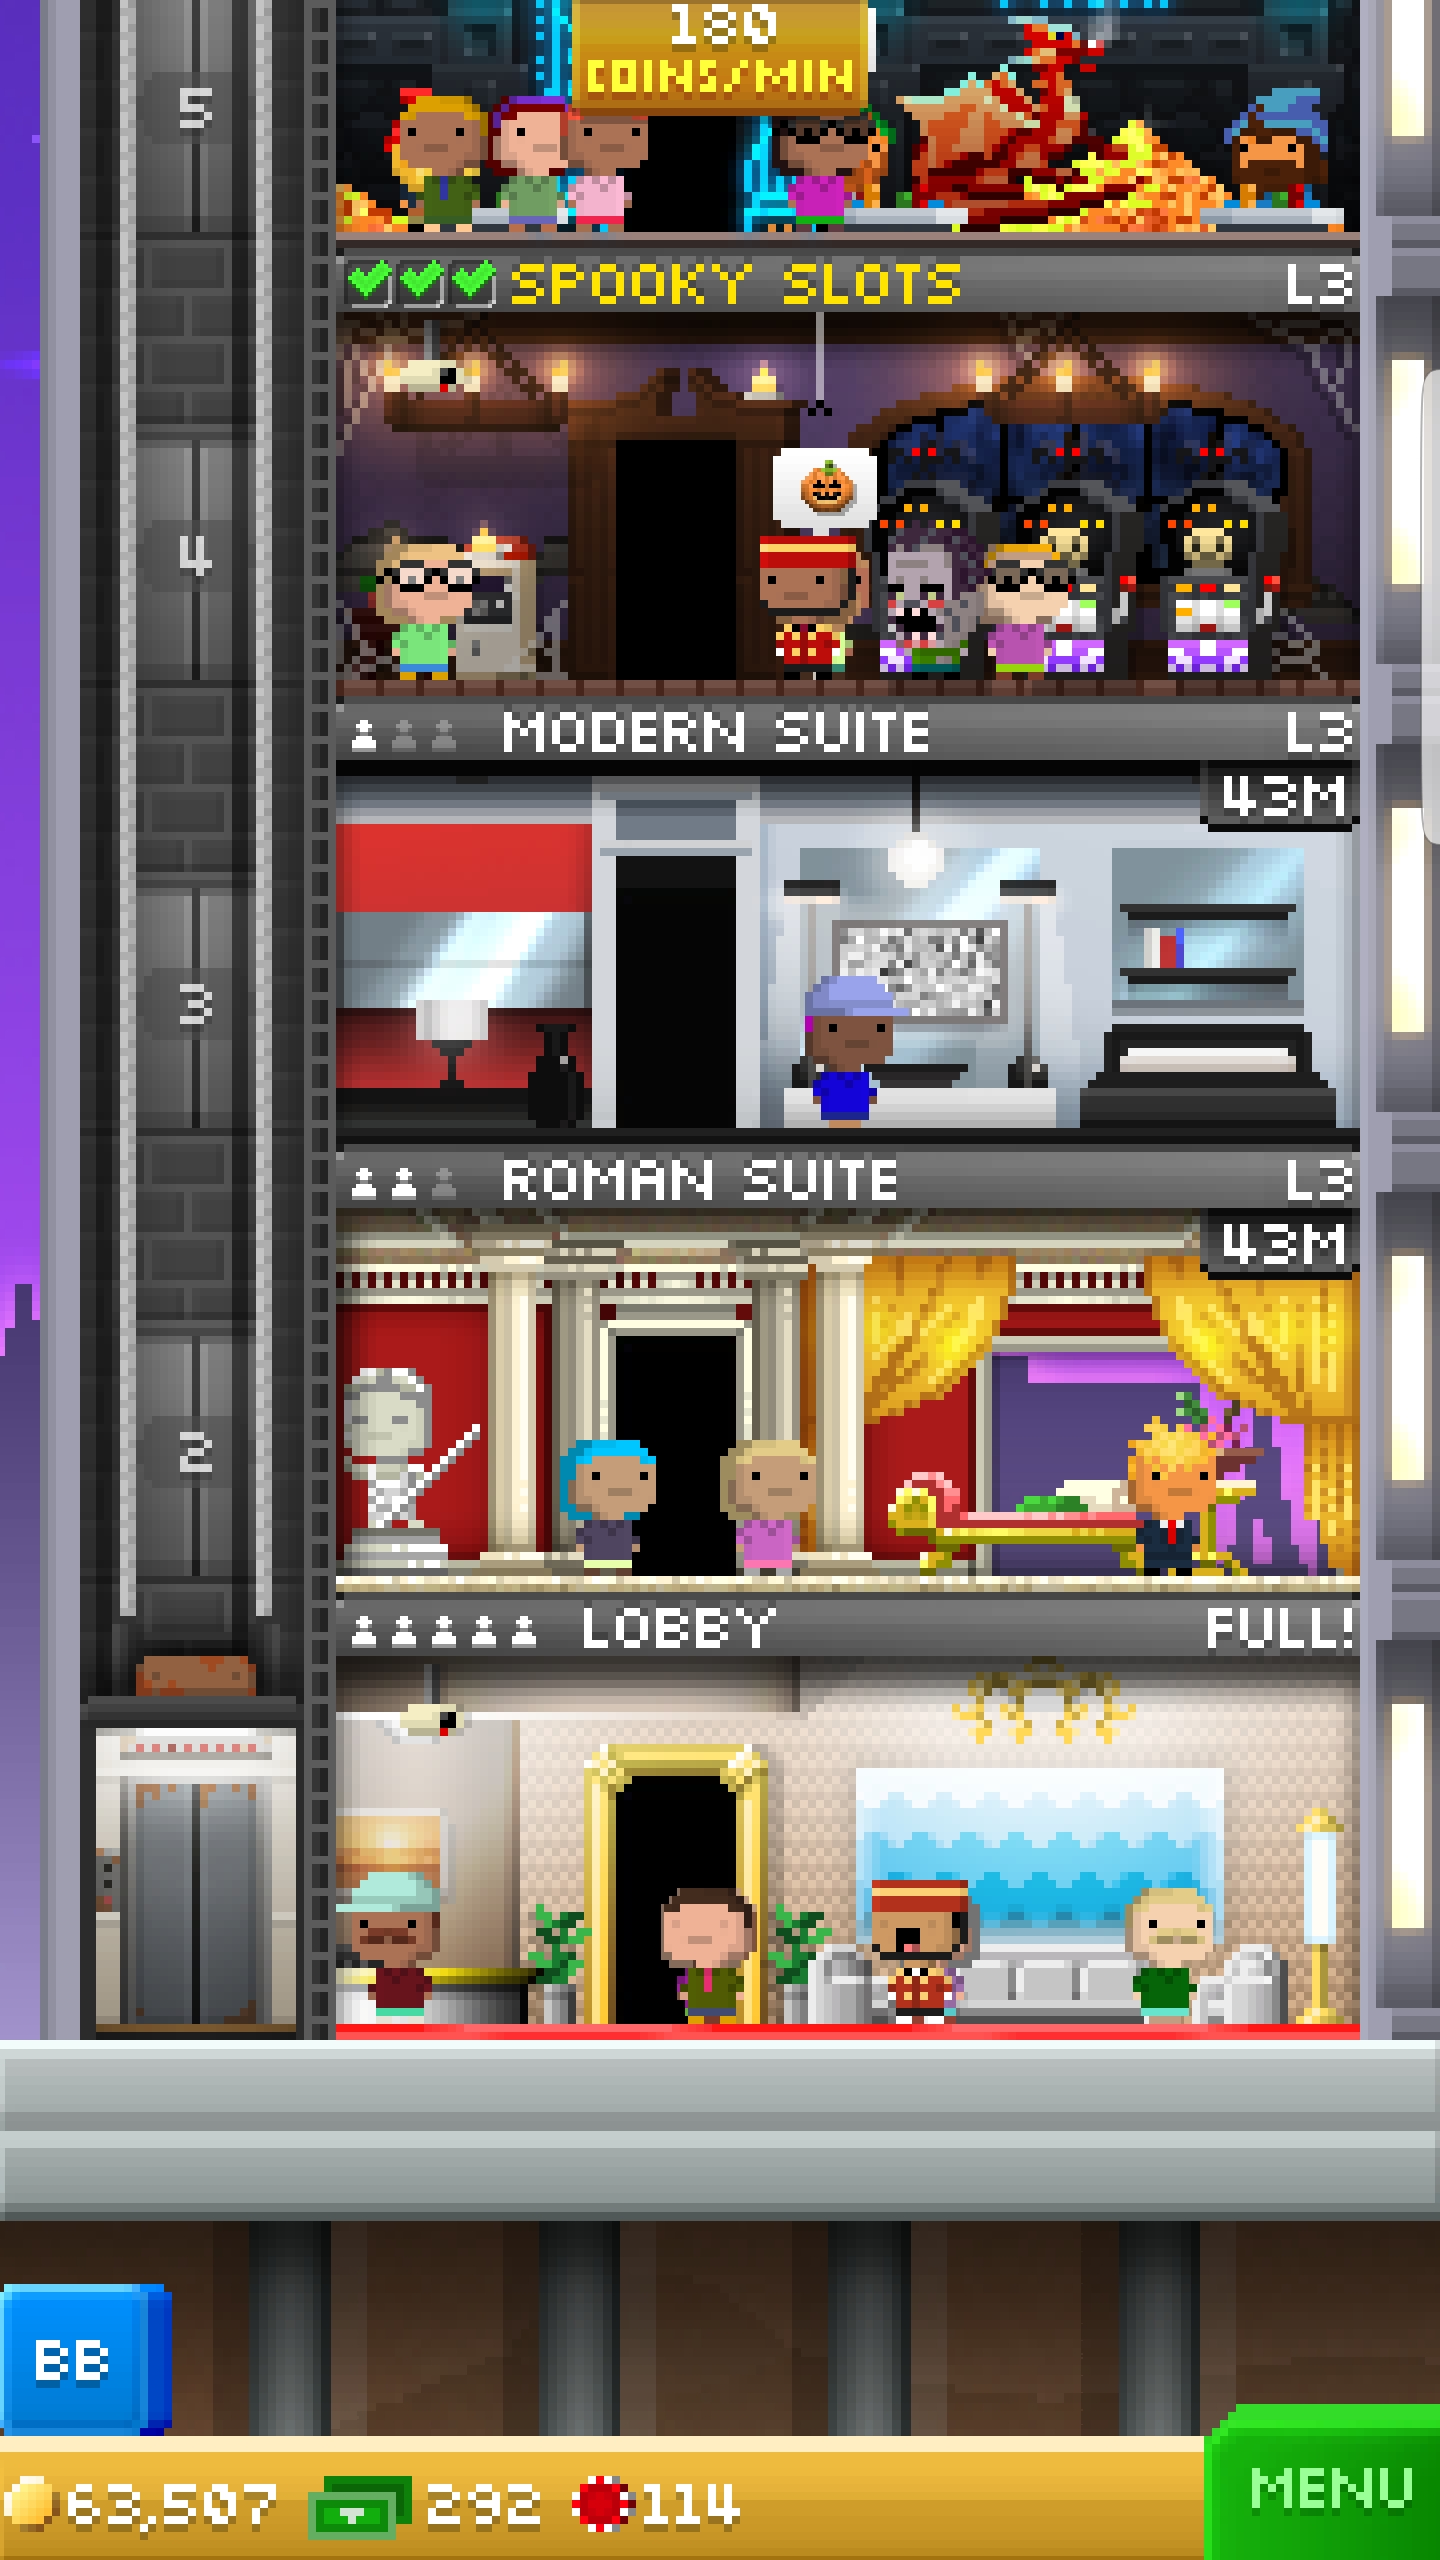 180
COINS/MIN
5
SPOOKY SLOTS L3
4
MODERN SUITE L3
43M
3
ROMAN SUITE L3
43M
2
LOBBY FULL!
BB
63,507 292 114
MENU